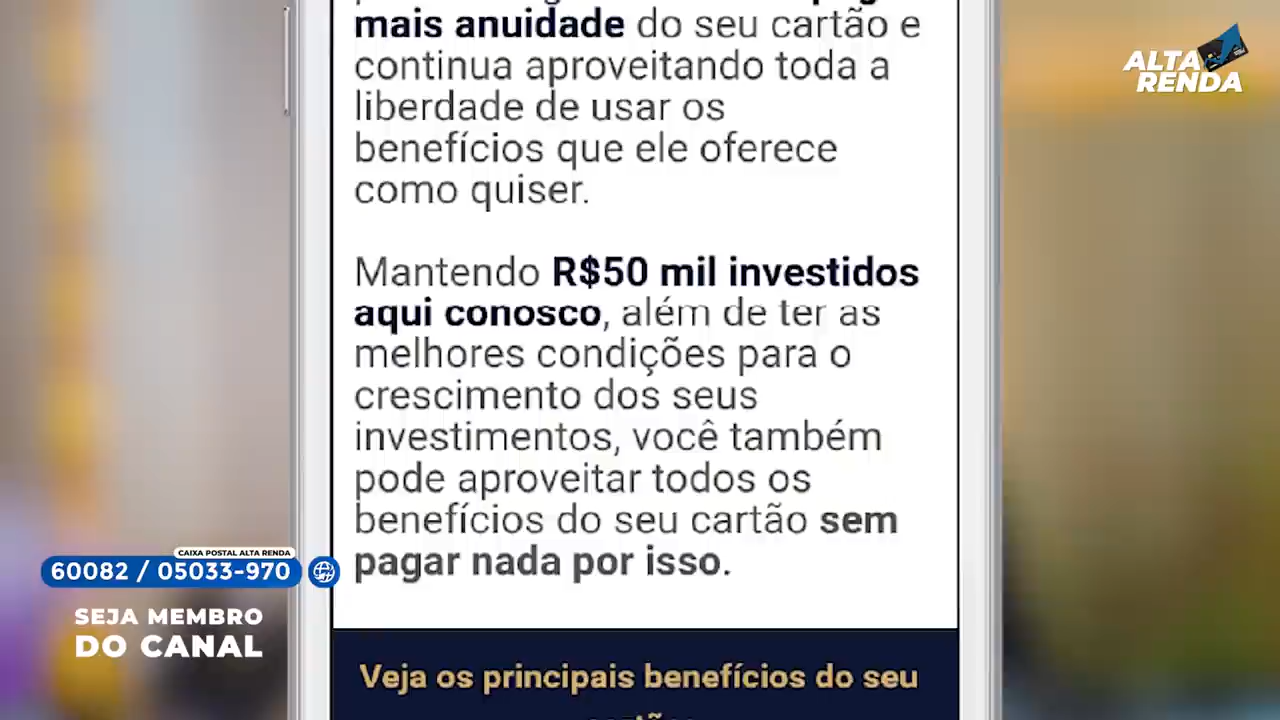 mais anuidade do seu cartão e
continua aproveitando toda a
liberdade de usar os
benefícios que ele oferece
como quiser.
Mantendo R$50 mil investidos
aqui conosco, além de ter as
melhores condições para o
crescimento dos seus
investimentos, você também
pode aproveitar todos os
benefícios do seu cartão sem
pagar nada por isso.
Veja os principais benefícios do seu
ALTA
RENDA
CAIXA POSTAL ALTA RENDA
60082 / 05033-970
SEJA MEMBRO
DO CANAL